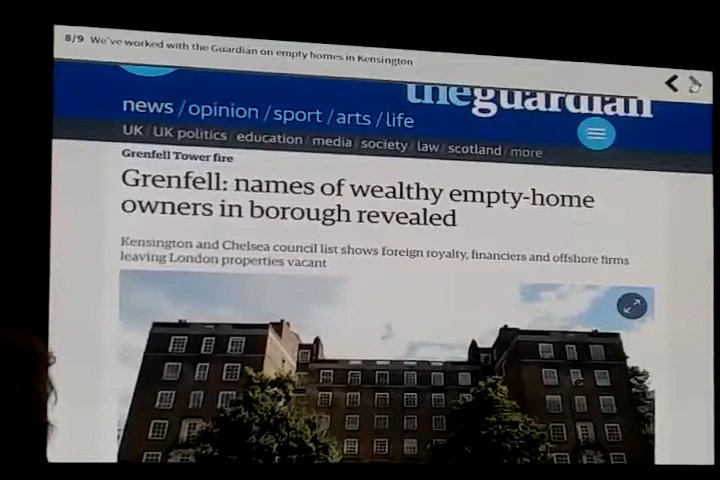 8/9 We've worked with the Guardian on empty homes in Kensington
theguardian
news / opinion / sport / arts / life
UK / UK politics / education / media / society / law / scotland / more
Grenfell Tower fire
Grenfell: names of wealthy empty-home
owners in borough revealed
Kensington and Chelsea council list shows foreign royalty, financiers and offshore firms
leaving London properties vacant